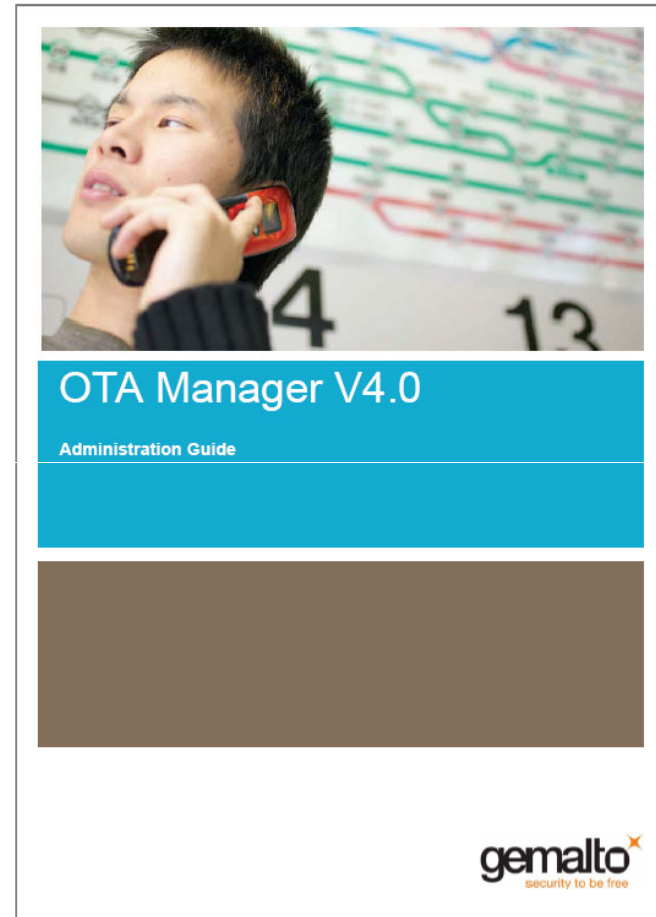 4
13
OTA Manager V4.0
Administration Guide
gemalto
security to be free